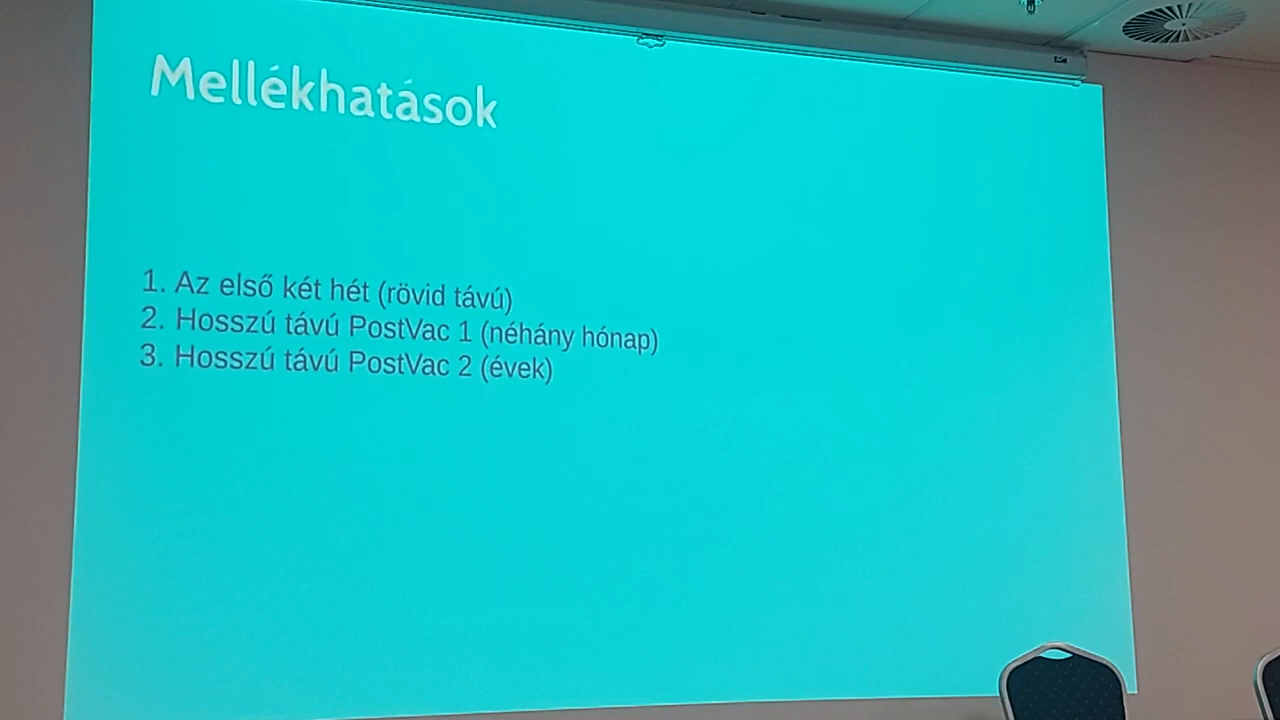 Mellékhatások
1. Az első két hét (rövid távú)
2. Hosszú távú PostVac 1 (néhány hónap)
3. Hosszú távú PostVac 2 (évek)